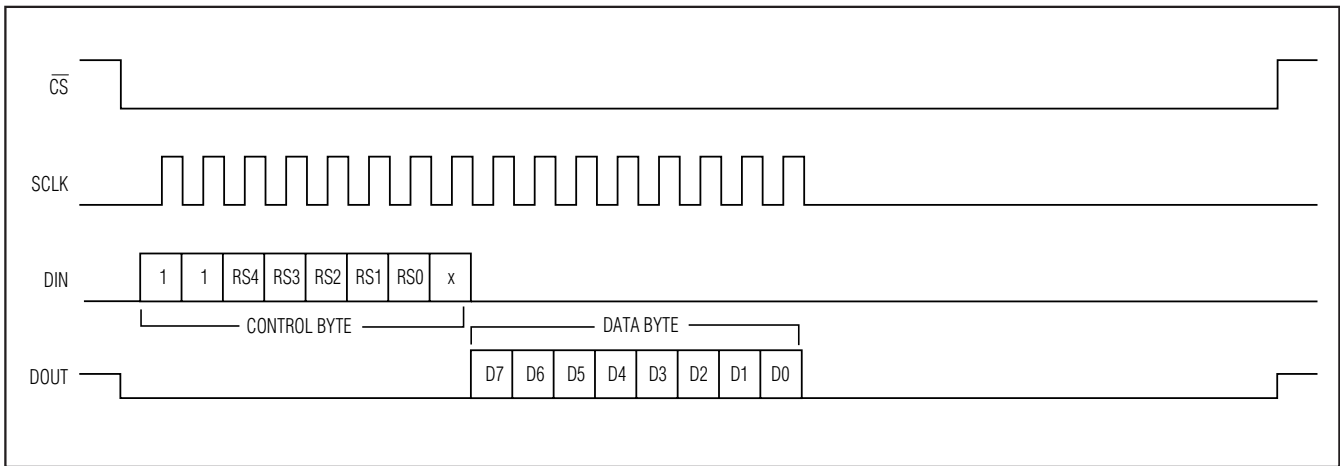 C̅S̅
SCLK
DIN 1 1 RS4 RS3 RS2 RS1 RS0 x
CONTROL BYTE DATA BYTE
DOUT D7 D6 D5 D4 D3 D2 D1 D0